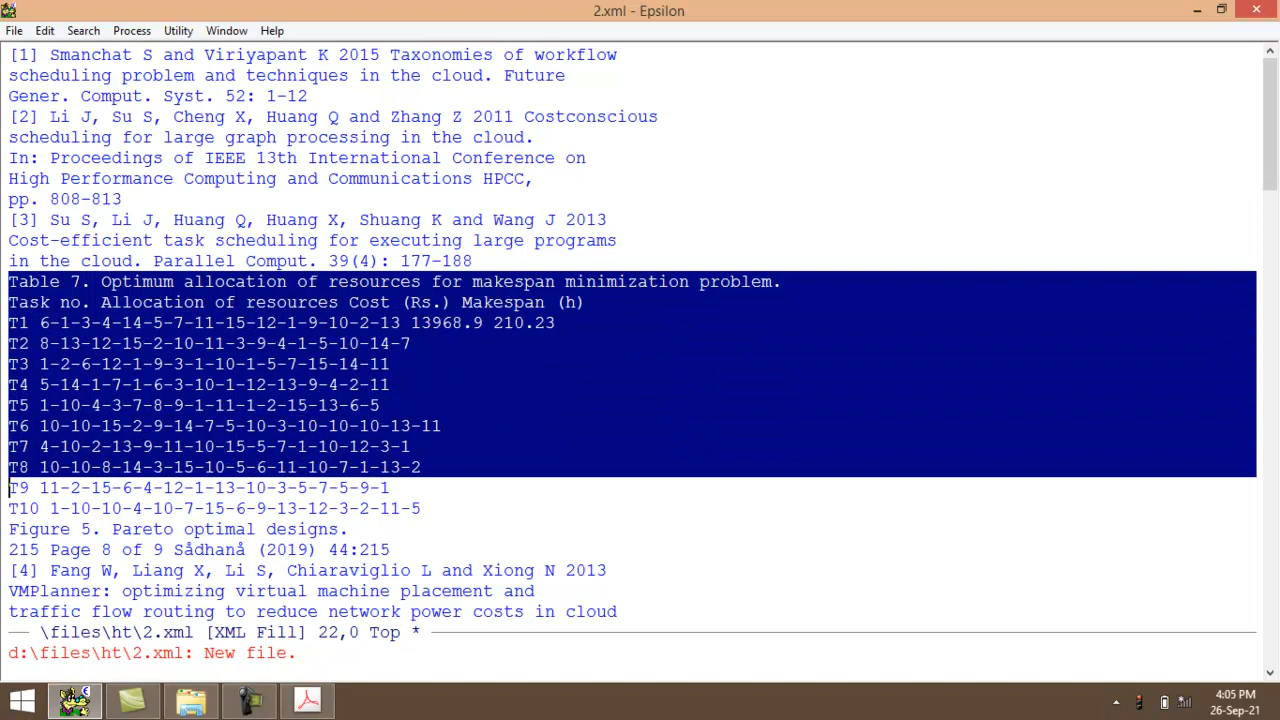 2.xml - Epsilon
File Edit Search Process Utility Window Help
[1] Smanchat S and Viriyapant K 2015 Taxonomies of workflow
scheduling problem and techniques in the cloud. Future
Gener. Comput. Syst. 52: 1-12
[2] Li J, Su S, Cheng X, Huang Q and Zhang Z 2011 Costconscious
scheduling for large graph processing in the cloud.
In: Proceedings of IEEE 13th International Conference on
High Performance Computing and Communications HPCC,
pp. 808-813
[3] Su S, Li J, Huang Q, Huang X, Shuang K and Wang J 2013
Cost-efficient task scheduling for executing large programs
in the cloud. Parallel Comput. 39(4): 177-188
Table 7. Optimum allocation of resources for makespan minimization problem.
Task no. Allocation of resources Cost (Rs.) Makespan (h)
T1 6-1-3-4-14-5-7-11-15-12-1-9-10-2-13 13968.9 210.23
T2 8-13-12-15-2-10-11-3-9-4-1-5-10-14-7
T3 1-2-6-12-1-9-3-1-10-1-5-7-15-14-11
T4 5-14-1-7-1-6-3-10-1-12-13-9-4-2-11
T5 1-10-4-3-7-8-9-1-11-1-2-15-13-6-5
T6 10-10-15-2-9-14-7-5-10-3-10-10-10-13-11
T7 4-10-2-13-9-11-10-15-5-7-1-10-12-3-1
T8 10-10-8-14-3-15-10-5-6-11-10-7-1-13-2
T9 11-2-15-6-4-12-1-13-10-3-5-7-5-9-1
T10 1-10-10-4-10-7-15-6-9-13-12-3-2-11-5
Figure 5. Pareto optimal designs.
215 Page 8 of 9 Sådhanå (2019) 44:215
[4] Fang W, Liang X, Li S, Chiaraviglio L and Xiong N 2013
VMPlanner: optimizing virtual machine placement and
traffic flow routing to reduce network power costs in cloud
\files\ht\2.xml [XML Fill] 22,0 Top *
d:\files\ht\2.xml: New file.
4:05 PM
26-Sep-21